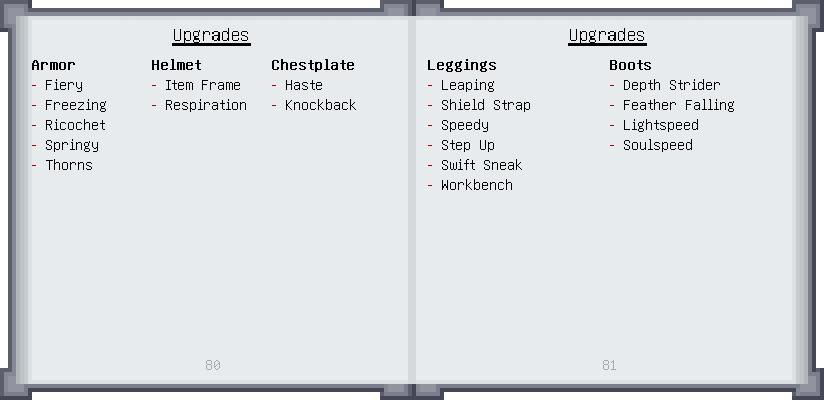 Upgrades
Armor
- Fiery
- Freezing
- Ricochet
- Springy
- Thorns
Helmet
- Item Frame
- Respiration
Chestplate
- Haste
- Knockback
80
Upgrades
Leggings
- Leaping
- Shield Strap
- Speedy
- Step Up
- Swift Sneak
- Workbench
Boots
- Depth Strider
- Feather Falling
- Lightspeed
- Soulspeed
81